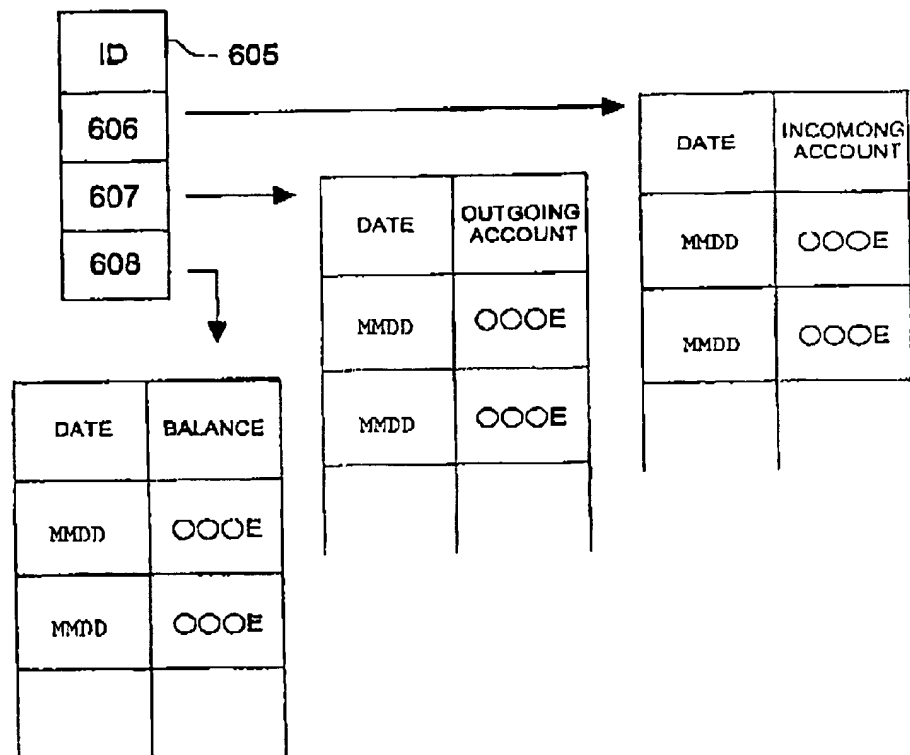 ID
605
606
607
608
DATE
INCOMONG
ACCOUNT
MMDD
○○○E
MMDD
○○○E
DATE
OUTGOING
ACCOUNT
MMDD
○○○E
MMDD
○○○E
DATE
BALANCE
MMDD
○○○E
MMDD
○○○E